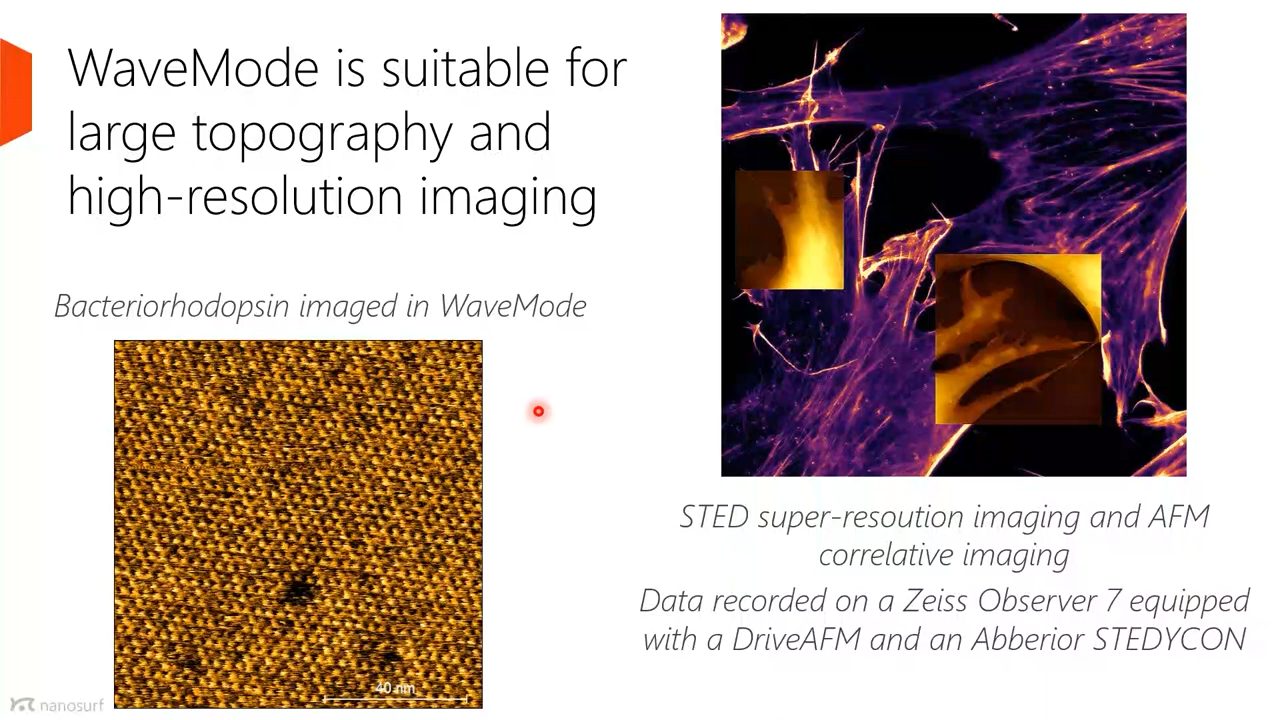 WaveMode is suitable for
large topography and
high-resolution imaging
Bacteriorhodopsin imaged in WaveMode
40 nm
STED super-resoution imaging and AFM
correlative imaging
Data recorded on a Zeiss Observer 7 equipped
with a DriveAFM and an Abberior STEDYCON
nanosurf